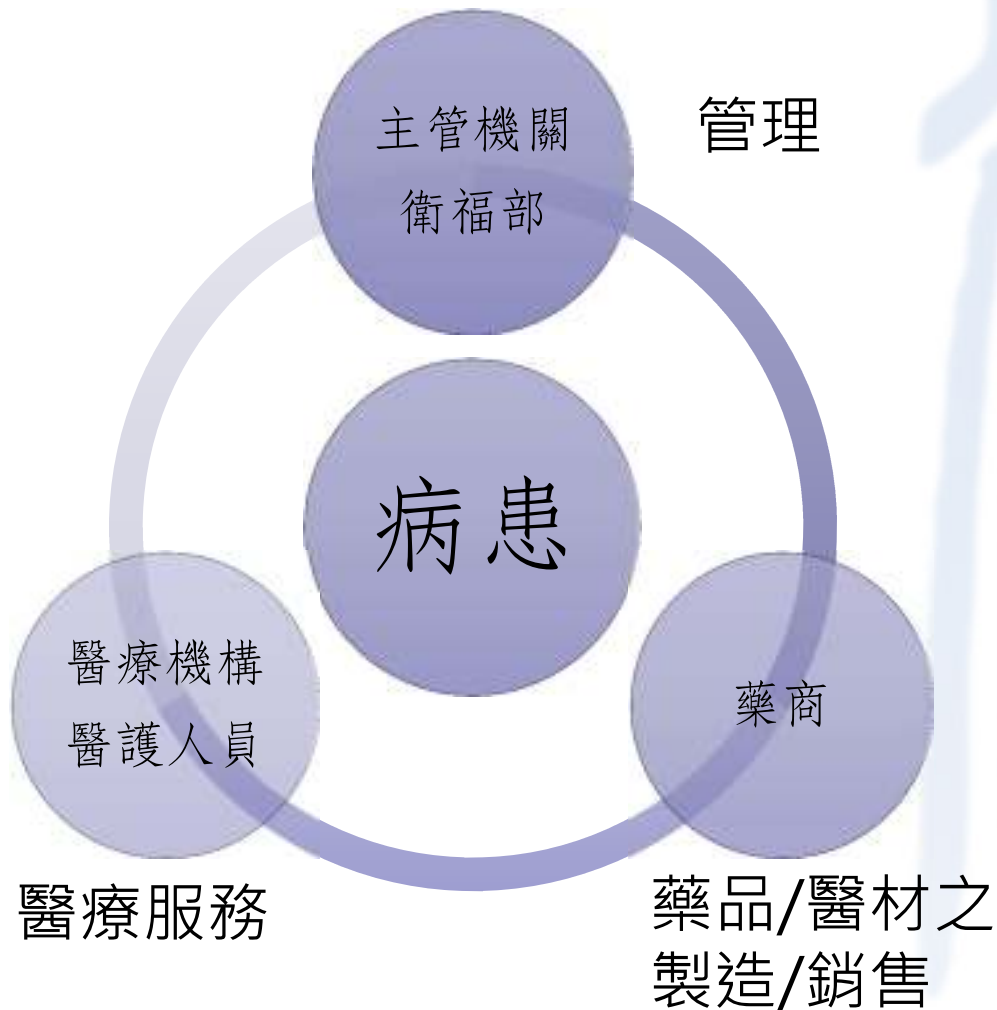 主管機關
衛福部
管理
病患
醫療機構
醫護人員
藥商
醫療服務
藥品/醫材之
製造/銷售